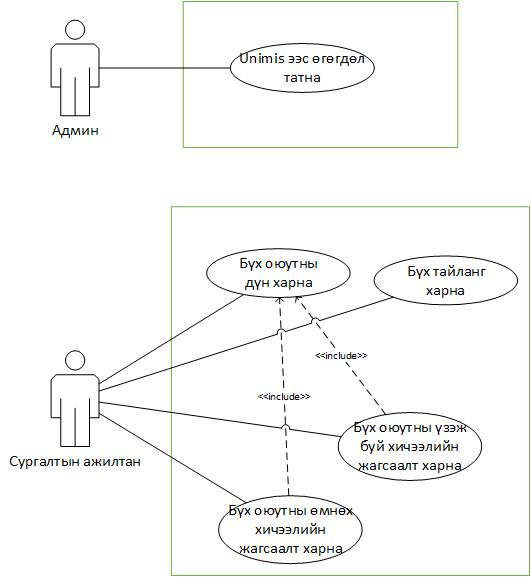 Unimis ээс өгөгдөл
татна
Админ
Бүх оюутны
дүн харна
Бүх тайланг
харна
<<include>>
<<include>>
Бүх оюутны үзэж
буй хичээлийн
жагсаалт харна
Сургалтын ажилтан
Бүх оюутны өмнөх
хичээлийн
жагсаалт харна